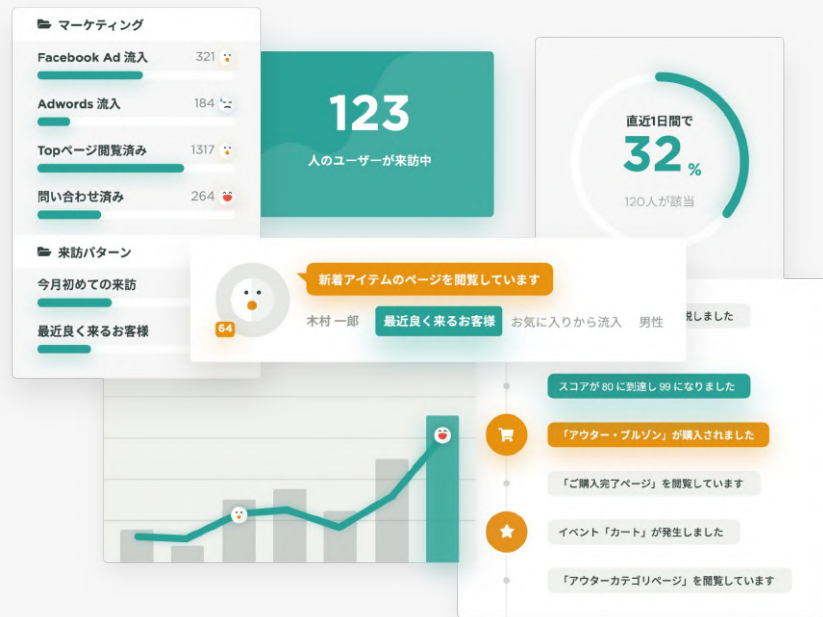 マーケティング
Facebook Ad 流入 321
Adwords 流入 184
Topページ閲覧済み 1317
問い合わせ済み 264
来訪パターン
今月初めての来訪
最近良く来るお客様
123
人のユーザーが来訪中
直近1日間で
32 %
120人が該当
新着アイテムのページを閲覧しています
64
木村 一郎 最近良く来るお客様 お気に入りから流入 男性
しました
スコアが 80 に到達し 99 になりました
「アウター・ブルゾン」が購入されました
「ご購入完了ページ」を閲覧しています
イベント「カート」が発生しました
「アウターカテゴリページ」を閲覧しています